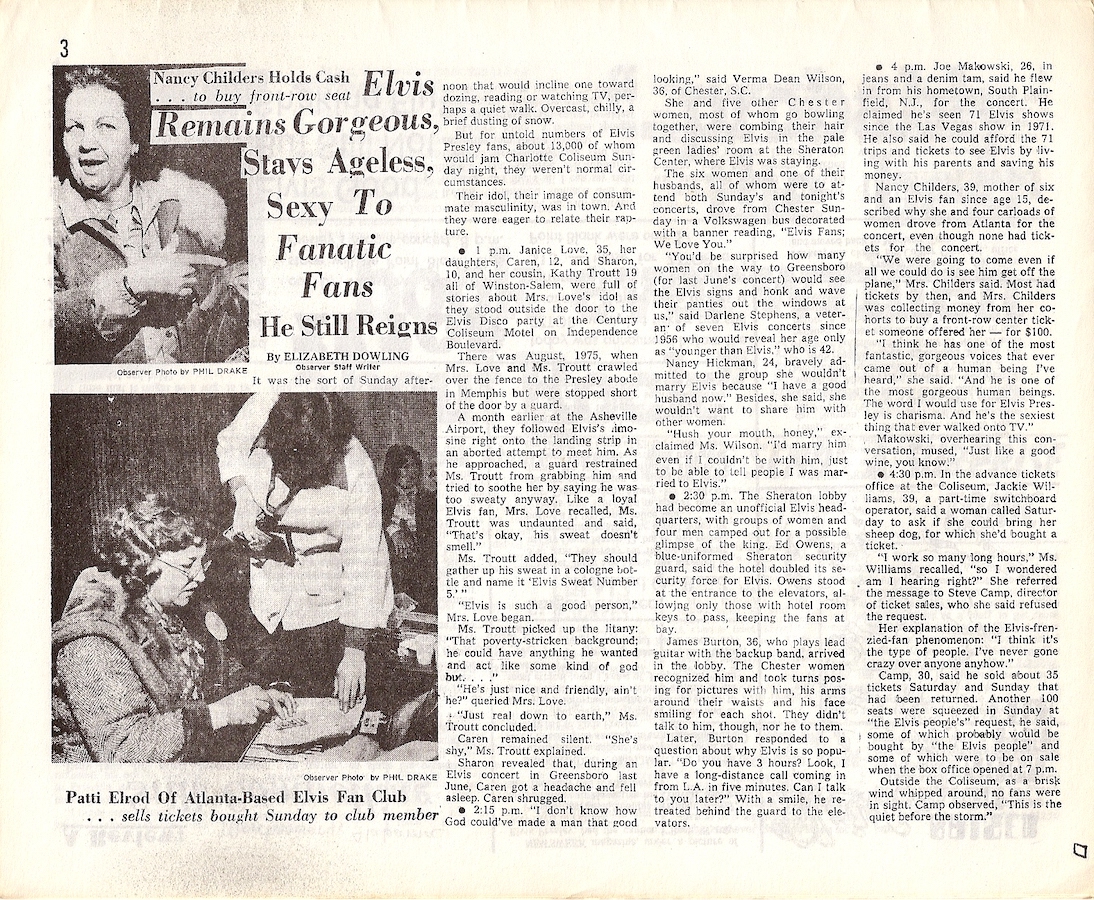 3
Nancy Childers Holds Cash
. . . to buy front-row seat
Elvis
Remains Gorgeous,
Stays Ageless,
Sexy To
Fanatic
Fans
He Still Reigns
By ELIZABETH DOWLING
Observer Staff Writer
Observer Photo by PHIL DRAKE
It was the sort of Sunday after-
noon that would incline one toward
dozing, reading or watching TV, per-
haps a quiet walk. Overcast, chilly, a
brief dusting of snow.
But for untold numbers of Elvis
Presley fans, about 13,000 of whom
would jam Charlotte Coliseum Sun-
day night, they weren't normal cir-
cumstances.
Their idol, their image of consum-
mate masculinity, was in town. And
they were eager to relate their rap-
ture.
● 1 p.m. Janice Love, 35, her
daughters, Caren, 12, and Sharon,
10, and her cousin, Kathy Troutt 19
all of Winston-Salem, were full of
stories about Mrs. Love's idol as
they stood outside the door to the
Elvis Disco party at the Century
Coliseum Motel on Independence
Boulevard.
There was August, 1975, when
Mrs. Love and Ms. Troutt crawled
over the fence to the Presley abode
in Memphis but were stopped short
of the door by a guard.
A month earlier at the Asheville
Airport, they followed Elvis's .imo-
sine right onto the landing strip in
an aborted attempt to meet him. As
he approached, a guard restrained
Ms. Troutt from grabbing him and
tried to soothe her by saying he was
too sweaty anyway. Like a loyal
Elvis fan, Mrs. Love recalled, Ms.
Troutt was undaunted and said,
"That's okay, his sweat doesn't
smell."
Ms. Troutt added, "They should
gather up his sweat in a cologne bot-
tle and name it 'Elvis Sweat Number
5.' "
"Elvis is such a good person,"
Mrs. Love began.
Ms. Troutt picked up the litany:
"That poverty-stricken background;
he could have anything he wanted
and act like some kind of god
but. . . ."
"He's just nice and friendly, ain't
he?" queried Mrs. Love.
"Just real down to earth," Ms.
Troutt concluded.
Caren remained silent. "She's
shy," Ms. Troutt explained.
Sharon revealed that, during an
Elvis concert in Greensboro last
June, Caren got a headache and fell
asleep. Caren shrugged.
● 2:15 p.m. "I don't know how
God could've made a man that good
looking," said Verma Dean Wilson,
36, of Chester, S.C.
She and five other Chester
women, most of whom go bowling
together, were combing their hair
and discussing Elvis in the pale
green ladies' room at the Sheraton
Center, where Elvis was staying.
The six women and one of their
husbands, all of whom were to at-
tend both Sunday's and tonight's
concerts, drove from Chester Sun-
day in a Volkswagen bus decorated
with a banner reading, "Elvis Fans;
We Love You."
"You'd be surprised how many
women on the way to Greensboro
(for last June's concert) would see
the Elvis signs and honk and wave
their panties out the windows at
us," said Darlene Stephens, a veter-
an of seven Elvis concerts since
1956 who would reveal her age only
as "younger than Elvis." who is 42.
Nancy Hickman, 24, bravely ad-
mitted to the group she wouldn't
marry Elvis because "I have a good
husband now." Besides, she said, she
wouldn't want to share him with
other women.
"Hush your mouth, honey," ex-
claimed Ms. Wilson. "I'd marry him
even if I couldn't be with him, just
to be able to tell people I was mar-
ried to Elvis."
● 2:30 p.m. The Sheraton lobby
had become an unofficial Elvis head-
quarters, with groups of women and
four men camped out for a possible
glimpse of the king. Ed Owens, a
blue-uniformed Sheraton security
guard, said the hotel doubled its se-
curity force for Elvis. Owens stood
at the entrance to the elevators, al-
lowing only those with hotel room
keys to pass, keeping the fans at
bay.
James Burton, 36, who plays lead
guitar with the backup band, arrived
in the lobby. The Chester women
recognized him and took turns pos-
ing for pictures with him, his arms
around their waists and his face
smiling for each shot. They didn't
talk to him, though, nor he to them.
Later, Burton responded to a
question about why Elvis is so popu-
lar. "Do you have 3 hours? Look, I
have a long-distance call coming in
from L.A. in five minutes. Can I talk
to you later?" With a smile, he re-
treated behind the guard to the ele-
vators.
● 4 p.m. Joe Makowski, 26, in
jeans and a denim tam, said he flew
in from his hometown, South Plain-
field, N.J., for the concert. He
claimed he's seen 71 Elvis shows
since the Las Vegas show in 1971.
He also said he could afford the 71
trips and tickets to see Elvis by liv-
ing with his parents and saving his
money.
Nancy Childers, 39, mother of six
and an Elvis fan since age 15, de-
scribed why she and four carloads of
women drove from Atlanta for the
concert, even though none had tick-
ets for the concert.
"We were going to come even if
all we could do is see him get off the
plane," Mrs. Childers said. Most had
tickets by then, and Mrs. Childers
was collecting money from her co-
horts to buy a front-row center tick-
et someone offered her — for $100.
"I think he has one of the most
fantastic, gorgeous voices that ever
came out of a human being I've
heard," she said. "And he is one of
the most gorgeous human beings.
The word I would use for Elvis Pres-
ley is charisma. And he's the sexiest
thing that ever walked onto TV."
Makowski, overhearing this con-
versation, mused, "Just like a good
wine, you know."
● 4:30 p.m. In the advance tickets
office at the Coliseum, Jackie Wil-
liams, 39, a part-time switchboard
operator, said a woman called Satur-
day to ask if she could bring her
sheep dog, for which she'd bought a
ticket.
"I work so many long hours," Ms.
Williams recalled, "so I wondered
am I hearing right?" She referred
the message to Steve Camp, director
of ticket sales, who she said refused
the request.
Her explanation of the Elvis-fren-
zied-fan phenomenon: "I think it's
the type of people. I've never gone
crazy over anyone anyhow."
Camp, 30, said he sold about 35
tickets Saturday and Sunday that
had been returned. Another 100
seats were squeezed in Sunday at
"the Elvis people's" request, he said,
some of which probably would be
bought by "the Elvis people" and
some of which were to be on sale
when the box office opened at 7 p.m.
Outside the Coliseum, as a brisk
wind whipped around, no fans were
in sight. Camp observed, "This is the
quiet before the storm."
Observer Photo by PHIL DRAKE
Patti Elrod Of Atlanta-Based Elvis Fan Club
. . . sells tickets bought Sunday to club member